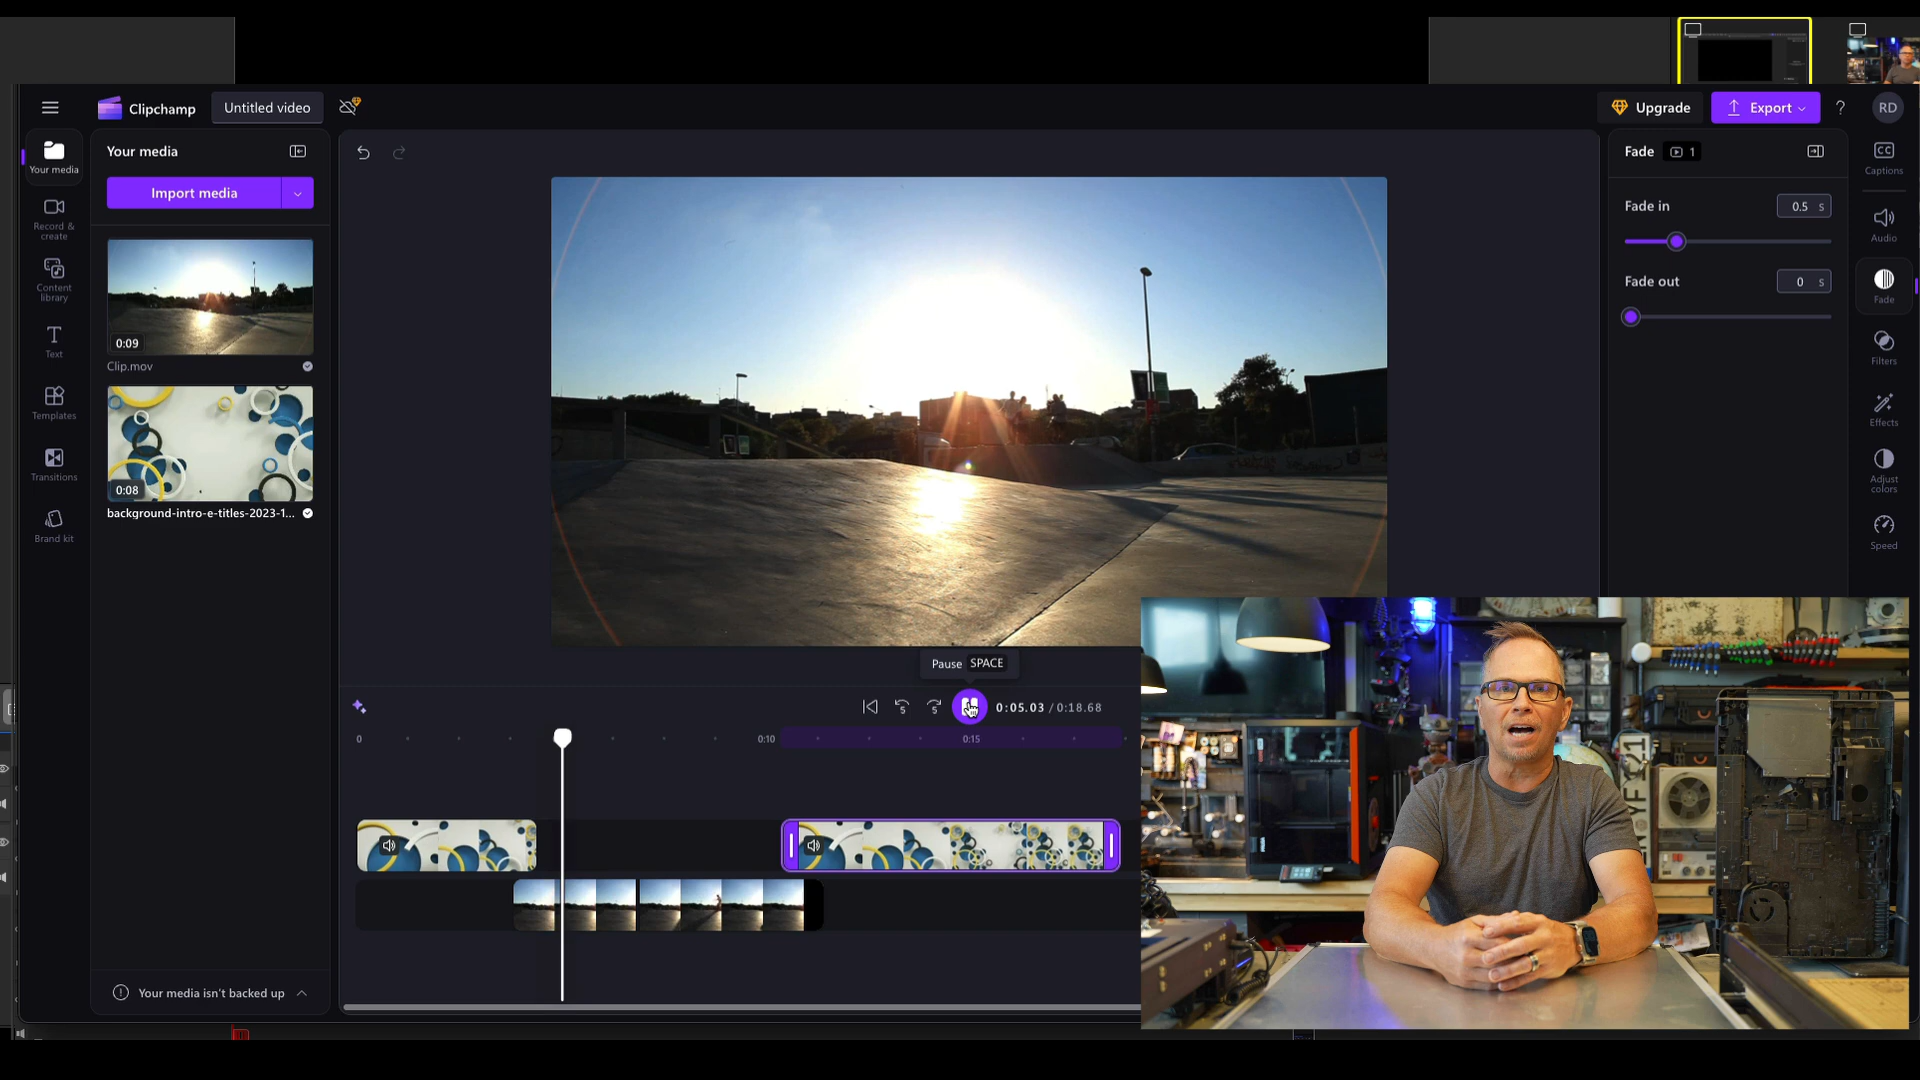 Clipchamp
Untitled video
Upgrade
Export
?
RD
Your media
Record &
create
Content
library
Text
Templates
Transitions
Brand kit
Your media
Import media
0:09
Clip.mov
0:08
background-intro-e-titles-2023-1...
Your media isn't backed up
Pause SPACE
5
5
0:05.03 / 0:18.68
0
0:10
0:15
Fade 1
Fade in
0.5 s
Fade out
0 s
CC
Captions
Audio
Fade
Filters
Effects
Adjust
colors
Speed